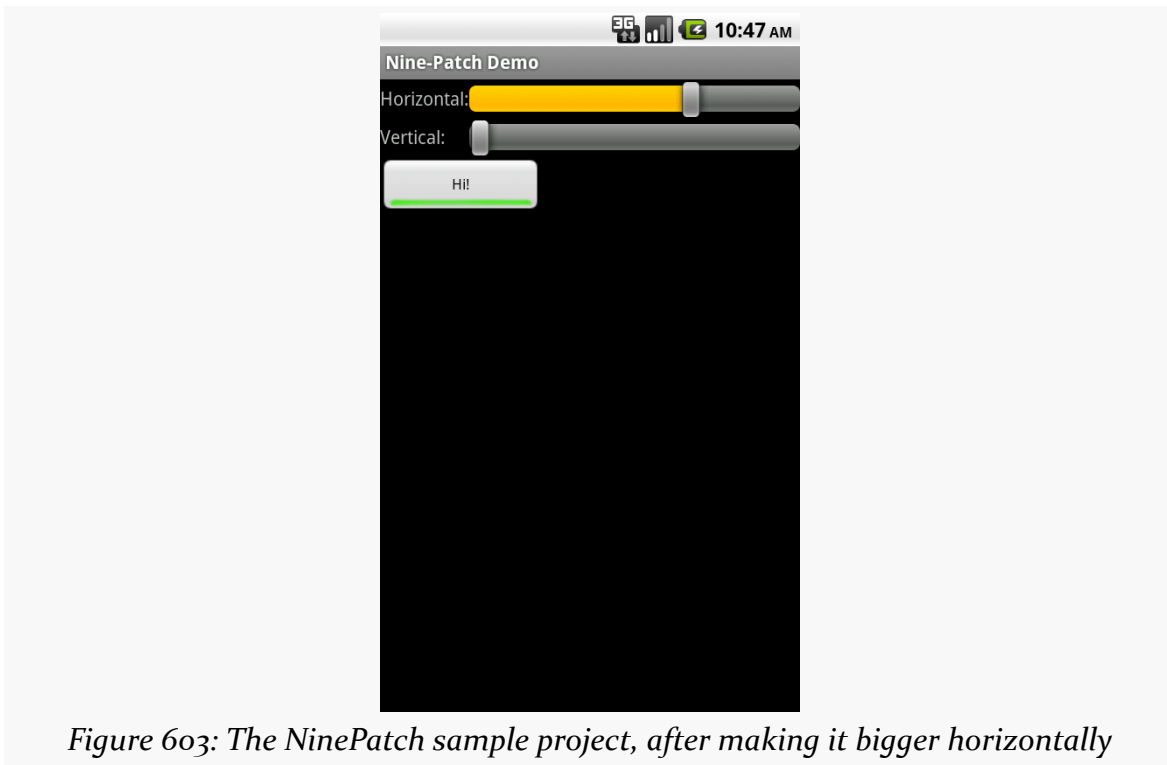 3G 10:47 AM
Nine-Patch Demo
Horizontal:
Vertical:
Hi!
Figure 603: The NinePatch sample project, after making it bigger horizontally